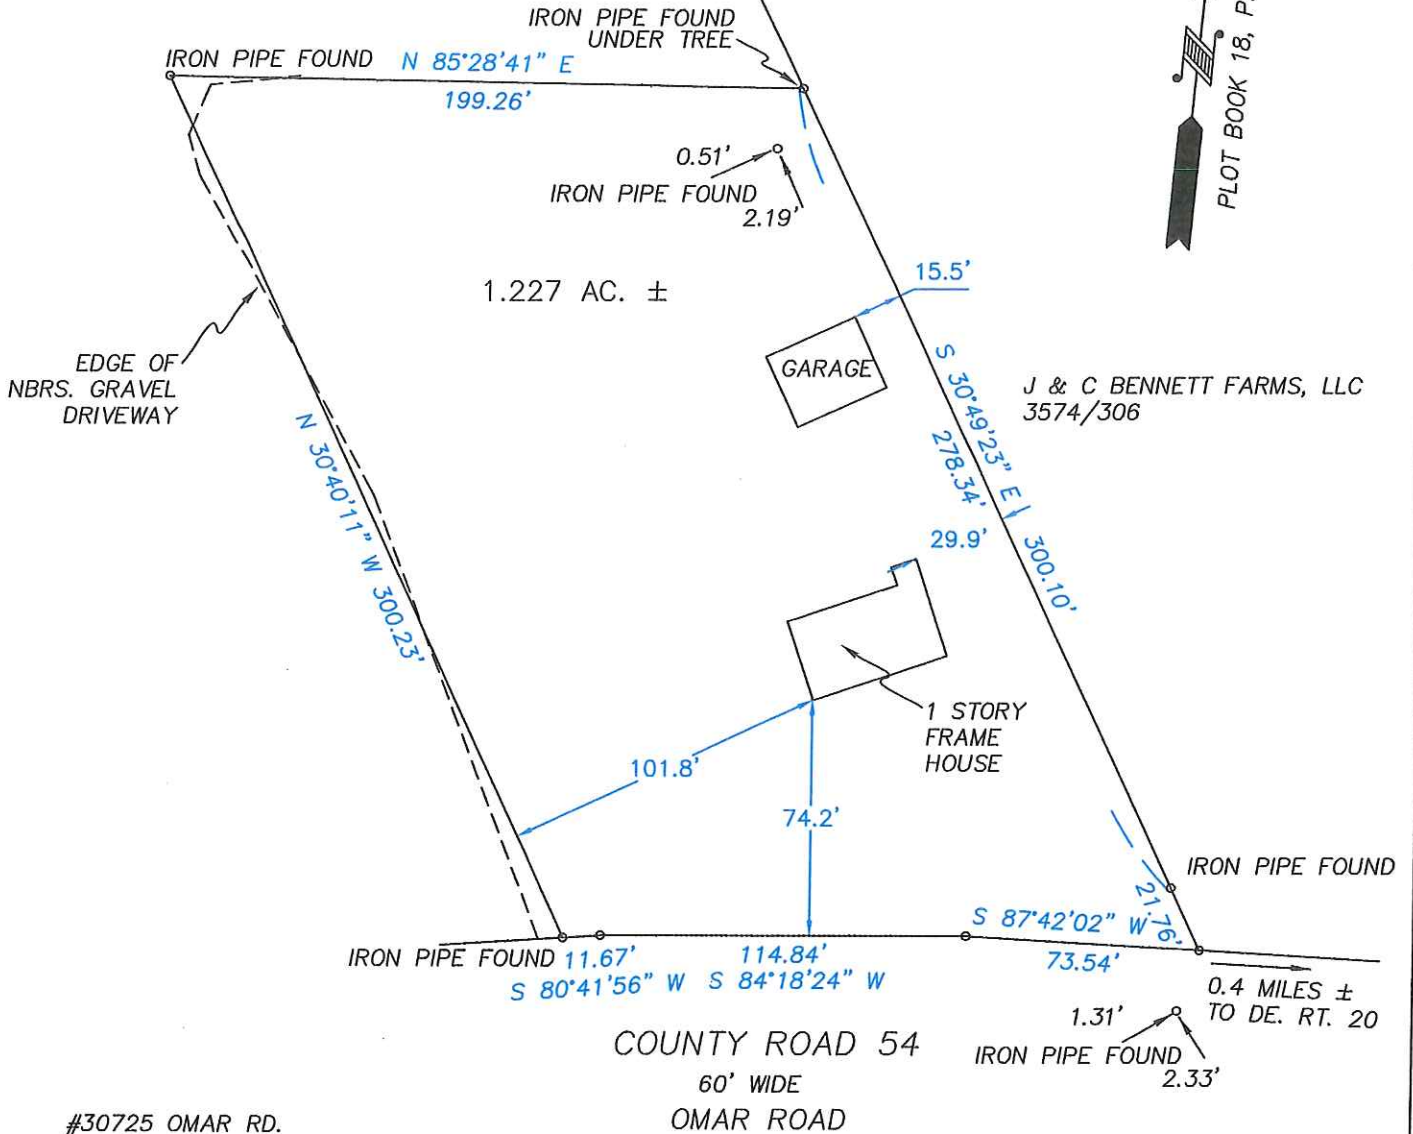 IRON PIPE FOUND
UNDER TREE
IRON PIPE FOUND
N 85°28'41" E
199.26'
PLOT BOOK 18,
0.51'
IRON PIPE FOUND
2.19'
1.227 AC. ±
15.5'
EDGE OF
NBRS. GRAVEL
DRIVEWAY
GARAGE
J & C BENNETT FARMS, LLC
3574/306
S 30°49'23" E
278.34'
300.10'
N 30°40'11" W 300.23'
29.9'
1 STORY
FRAME
HOUSE
101.8'
74.2'
IRON PIPE FOUND
21.76'
S 87°42'02" W
73.54'
IRON PIPE FOUND
11.67'
S 80°41'56" W
114.84'
S 84°18'24" W
0.4 MILES ±
TO DE. RT. 20
1.31'
IRON PIPE FOUND
2.33'
COUNTY ROAD 54
60' WIDE
OMAR ROAD
#30725 OMAR RD.